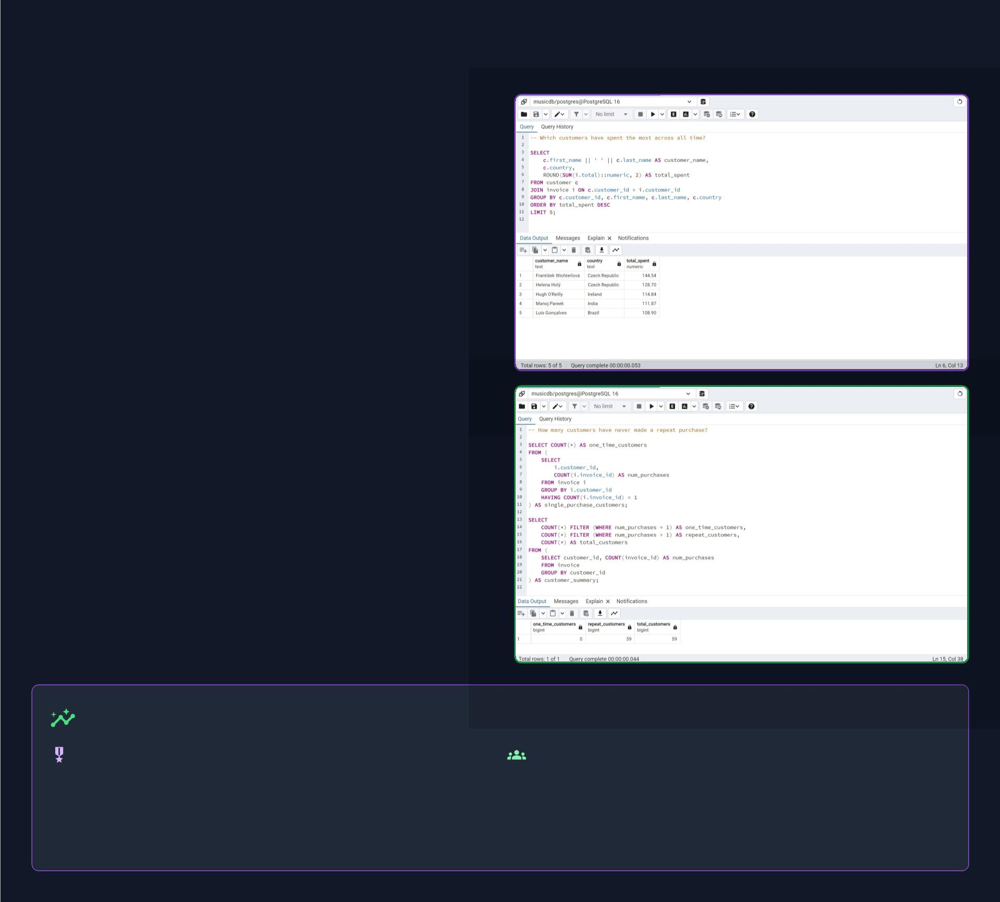 musicdb/postgres@PostgreSQL 16
No limit
Query Query History
1 -- Which customers have spent the most across all time?
2
3 SELECT
4 c.first_name || ' ' || c.last_name AS customer_name,
5 c.country,
6 ROUND(SUM(i.total)::numeric, 2) AS total_spent
7 FROM customer c
8 JOIN invoice i ON c.customer_id = i.customer_id
9 GROUP BY c.customer_id, c.first_name, c.last_name, c.country
10 ORDER BY total_spent DESC
11 LIMIT 5;
12
Data Output Messages Explain Notifications
customer_name country total_spent
text text numeric
1 František Wichterlová Czech Republic 144.54
2 Helena Holý Czech Republic 128.70
3 Hugh O'Reilly Ireland 114.84
4 Manoj Pareek India 111.87
5 Luís Gonçalves Brazil 108.90
Total rows: 5 of 5 Query complete 00:00:00.053 Ln 6, Col 13
musicdb/postgres@PostgreSQL 16
No limit
Query Query History
1 -- How many customers have never made a repeat purchase?
2
3 SELECT COUNT(*) AS one_time_customers
4 FROM (
5 SELECT
6 i.customer_id,
7 COUNT(i.invoice_id) AS num_purchases
8 FROM invoice i
9 GROUP BY i.customer_id
10 HAVING COUNT(i.invoice_id) = 1
11 ) AS single_purchase_customers;
12
13 SELECT
14 COUNT(*) FILTER (WHERE num_purchases = 1) AS one_time_customers,
15 COUNT(*) FILTER (WHERE num_purchases > 1) AS repeat_customers,
16 COUNT(*) AS total_customers
17 FROM (
18 SELECT customer_id, COUNT(invoice_id) AS num_purchases
19 FROM invoice
20 GROUP BY customer_id
21 ) AS customer_summary;
22
Data Output Messages Explain Notifications
one_time_customers repeat_customers total_customers
bigint bigint bigint
1 0 59 59
Total rows: 1 of 1 Query complete 00:00:00.044 Ln 15, Col 38